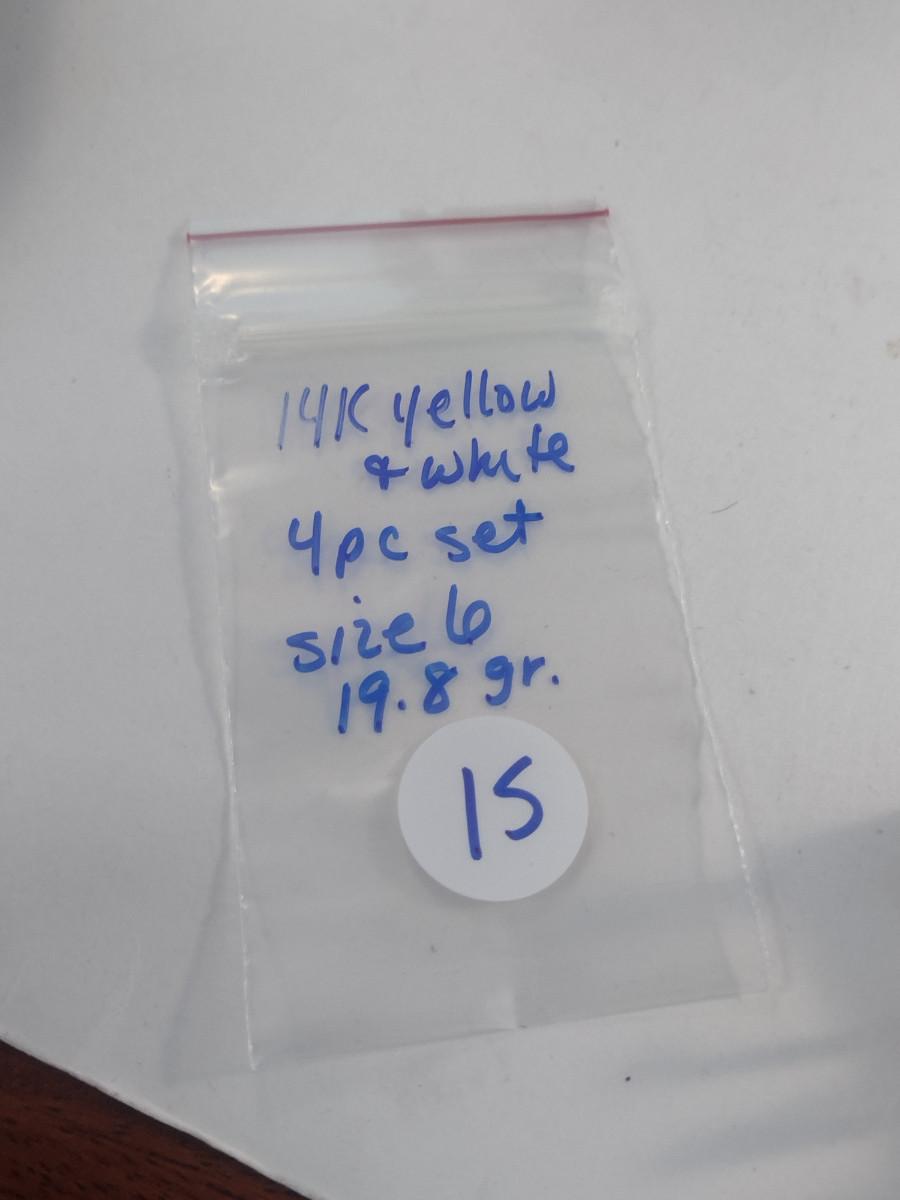 14K yellow
& white
4pc set
size 6
19.8 gr.
15